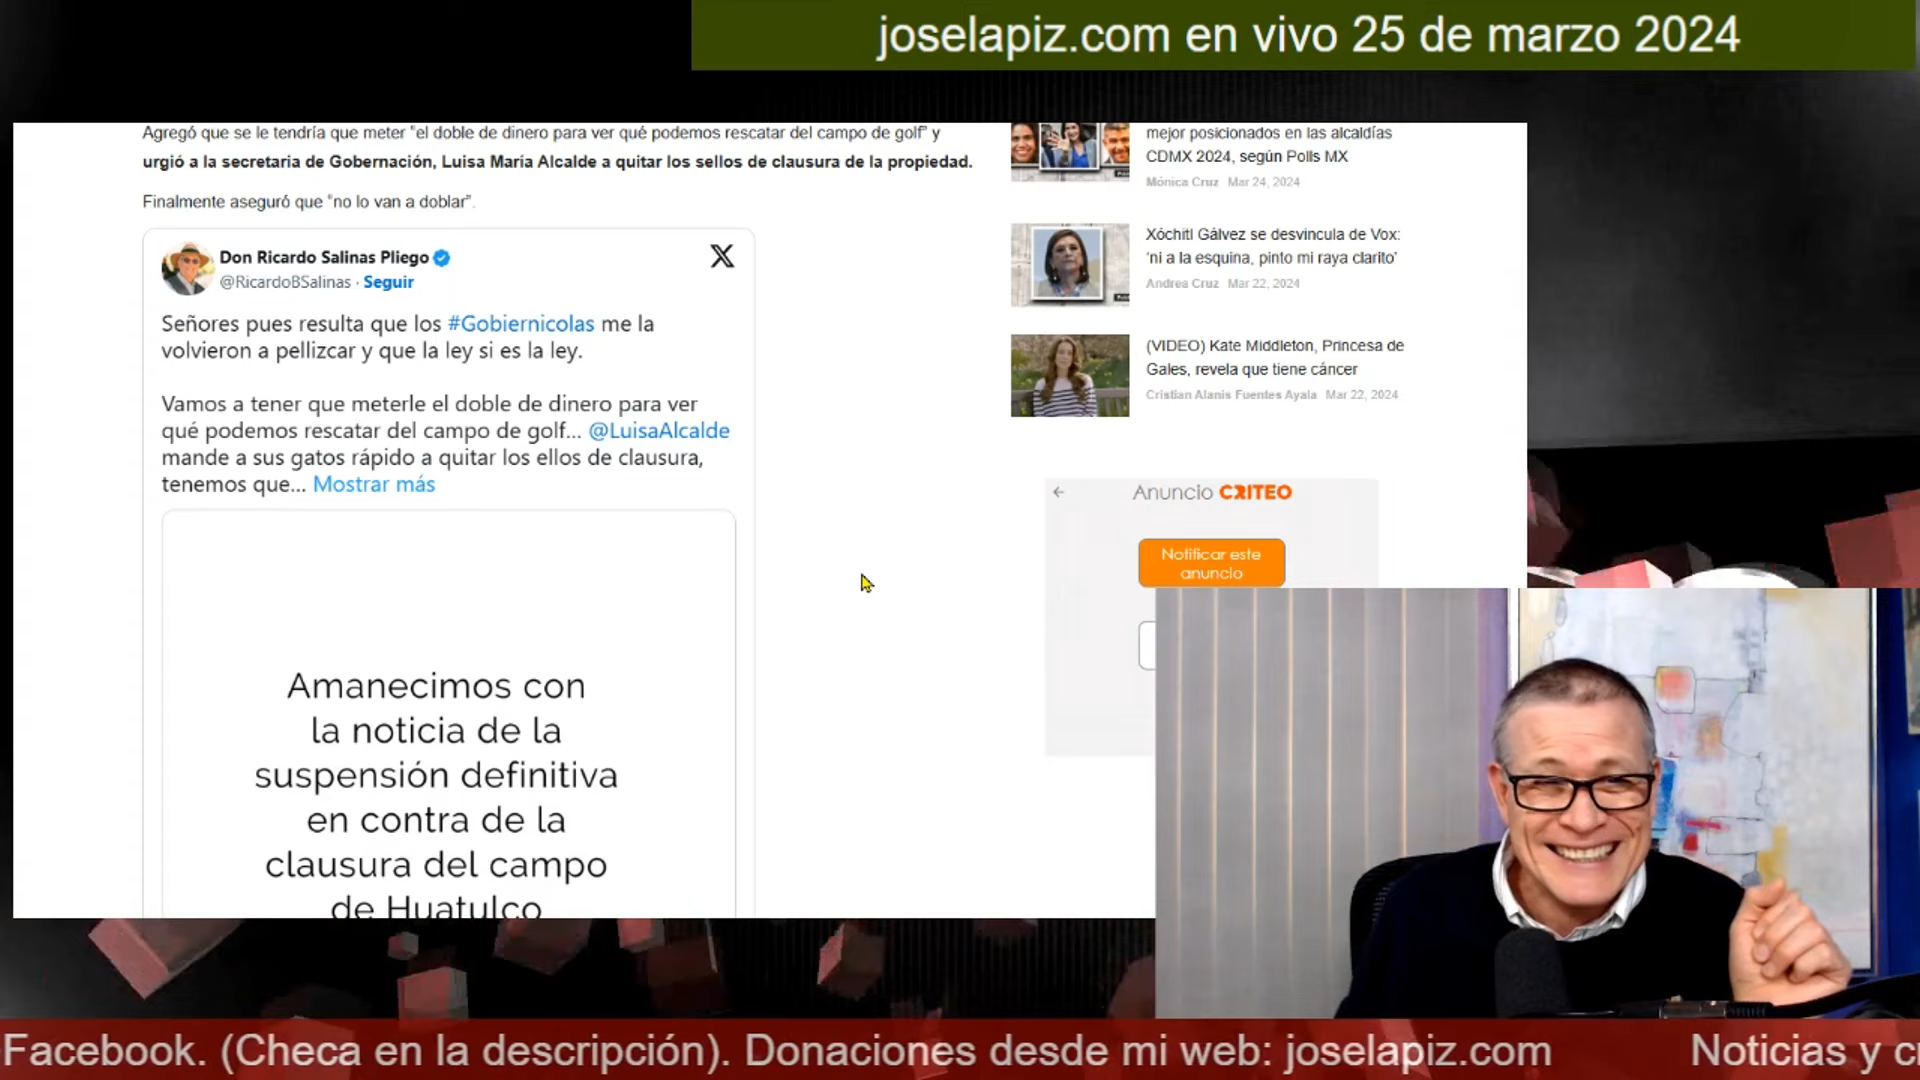 joselapiz.com en vivo 25 de marzo 2024
Agregó que se le tendría que meter “el doble de dinero para ver qué podemos rescatar del campo de golf” y
urgió a la secretaria de Gobernación, Luisa María Alcalde a quitar los sellos de clausura de la propiedad.
Finalmente aseguró que “no lo van a doblar”.
Don Ricardo Salinas Pliego
@RicardoBSalinas · Seguir
Señores pues resulta que los #Gobiernicolas me la
volvieron a pellizcar y que la ley si es la ley.
Vamos a tener que meterle el doble de dinero para ver
qué podemos rescatar del campo de golf... @LuisaAlcalde
mande a sus gatos rápido a quitar los ellos de clausura,
tenemos que... Mostrar más
Amanecimos con
la noticia de la
suspensión definitiva
en contra de la
clausura del campo
de Huatulco
mejor posicionados en las alcaldías
CDMX 2024, según Polls MX
Mónica Cruz Mar 24, 2024
Xóchitl Gálvez se desvincula de Vox:
‘ni a la esquina, pinto mi raya clarito’
Andrea Cruz Mar 22, 2024
(VIDEO) Kate Middleton, Princesa de
Gales, revela que tiene cáncer
Cristian Alanis Fuentes Ayala Mar 22, 2024
Anuncio CRITEO
Notificar este
anuncio
Facebook. (Checa en la descripción). Donaciones desde mi web: joselapiz.com Noticias y